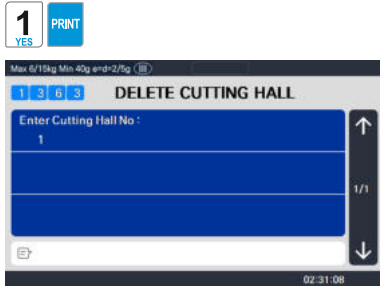 1 PRINT
YES
Max 6/15kg Min 40g e=d=2/5g (III)
1 3 6 3 DELETE CUTTING HALL
Enter Cutting Hall No :
1
1/1
02:31:08